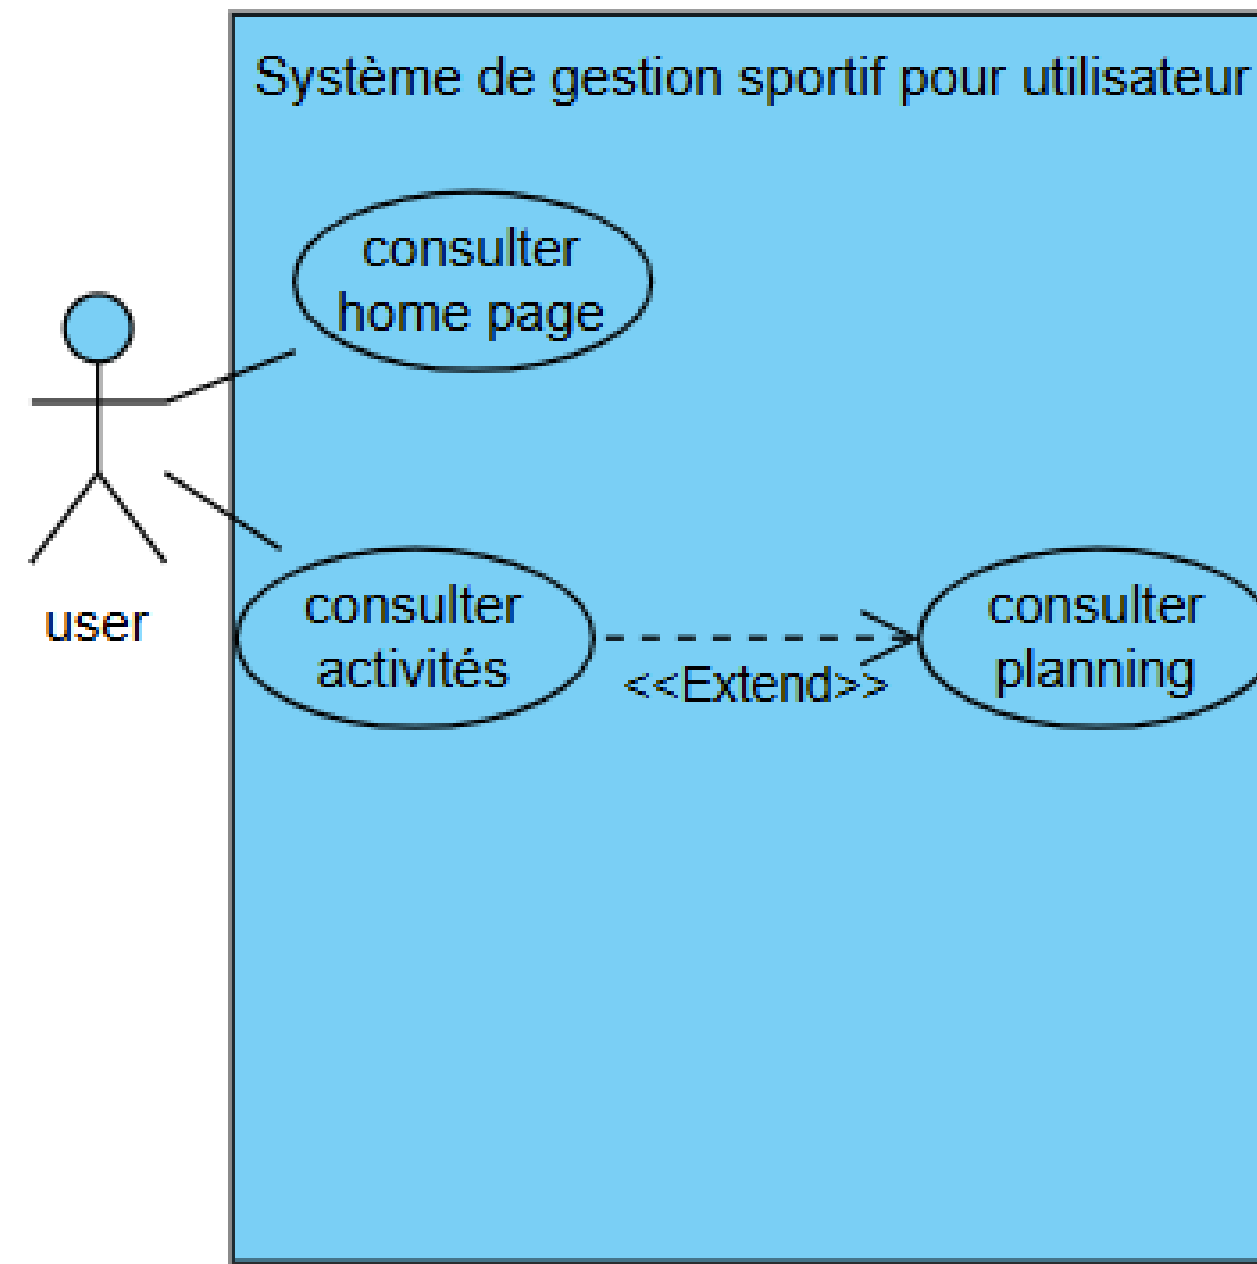 Système de gestion sportif pour utilisateur
consulter
home page
user
consulter
activités
<<Extend>>
consulter
planning